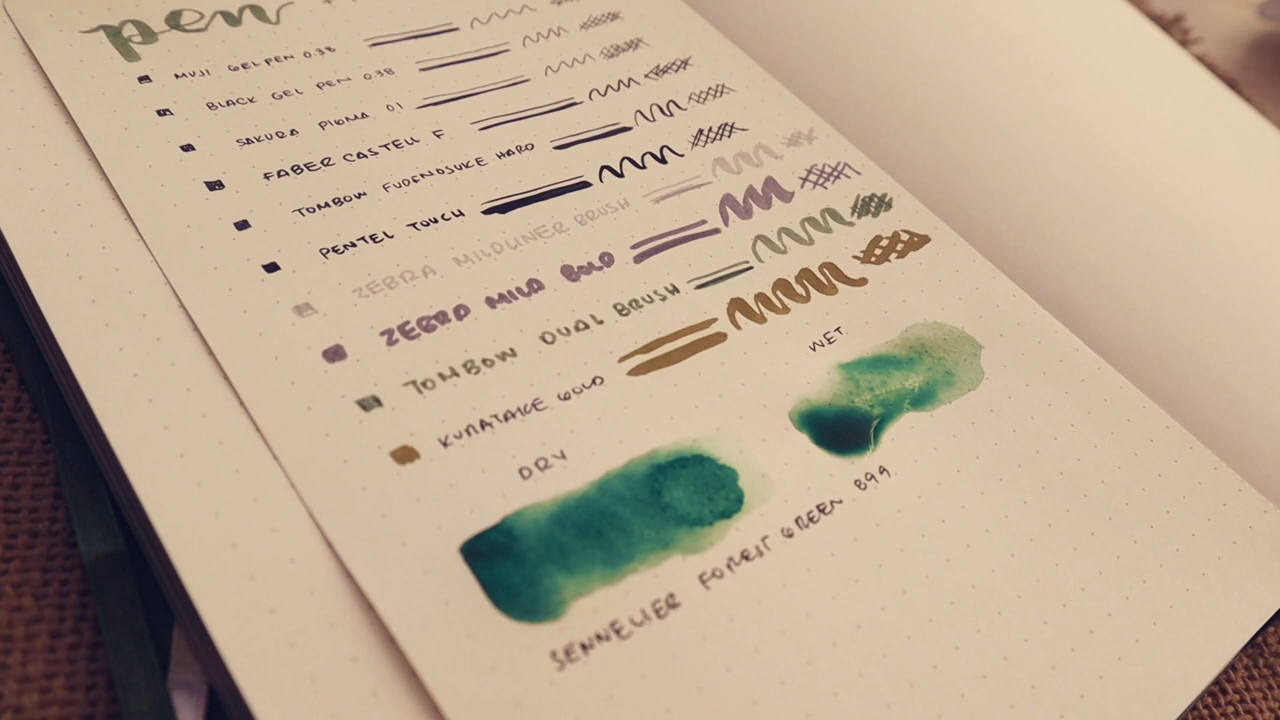 pen
MUJI GEL PEN 0.38
BLACK GEL PEN 0.38
SAKURA PIGMA 01
FABER CASTELL F
TOMBOW FUDENOSUKE HARD
PENTEL TOUCH
ZEBRA MILDLINER BRUSH
ZEBRA MILD BOLD
TOMBOW DUAL BRUSH
KURATAKE GOLD
DRY
WET
SENNELIER FOREST GREEN 899